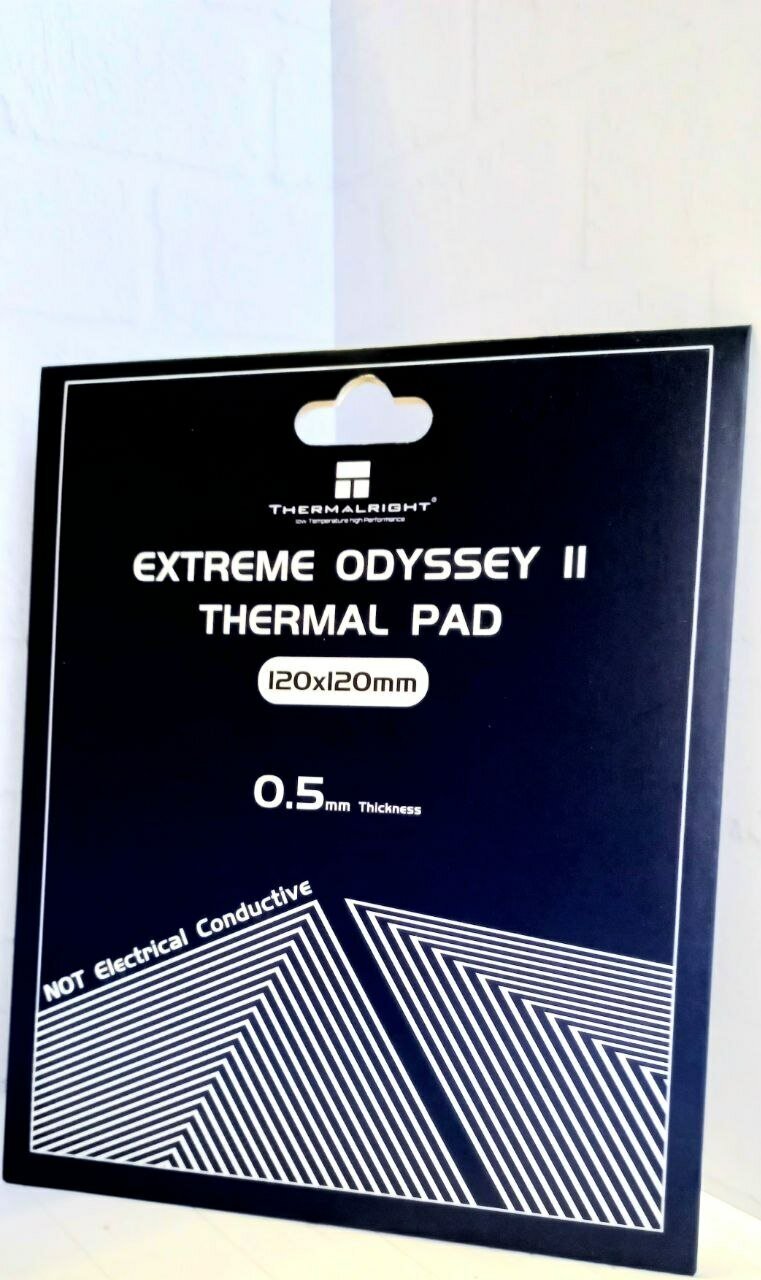 THERMALRIGHT®
low Temperature high Performance
EXTREME ODYSSEY II
THERMAL PAD
120x120mm
0.5mm Thickness
NOT Electrical Conductive